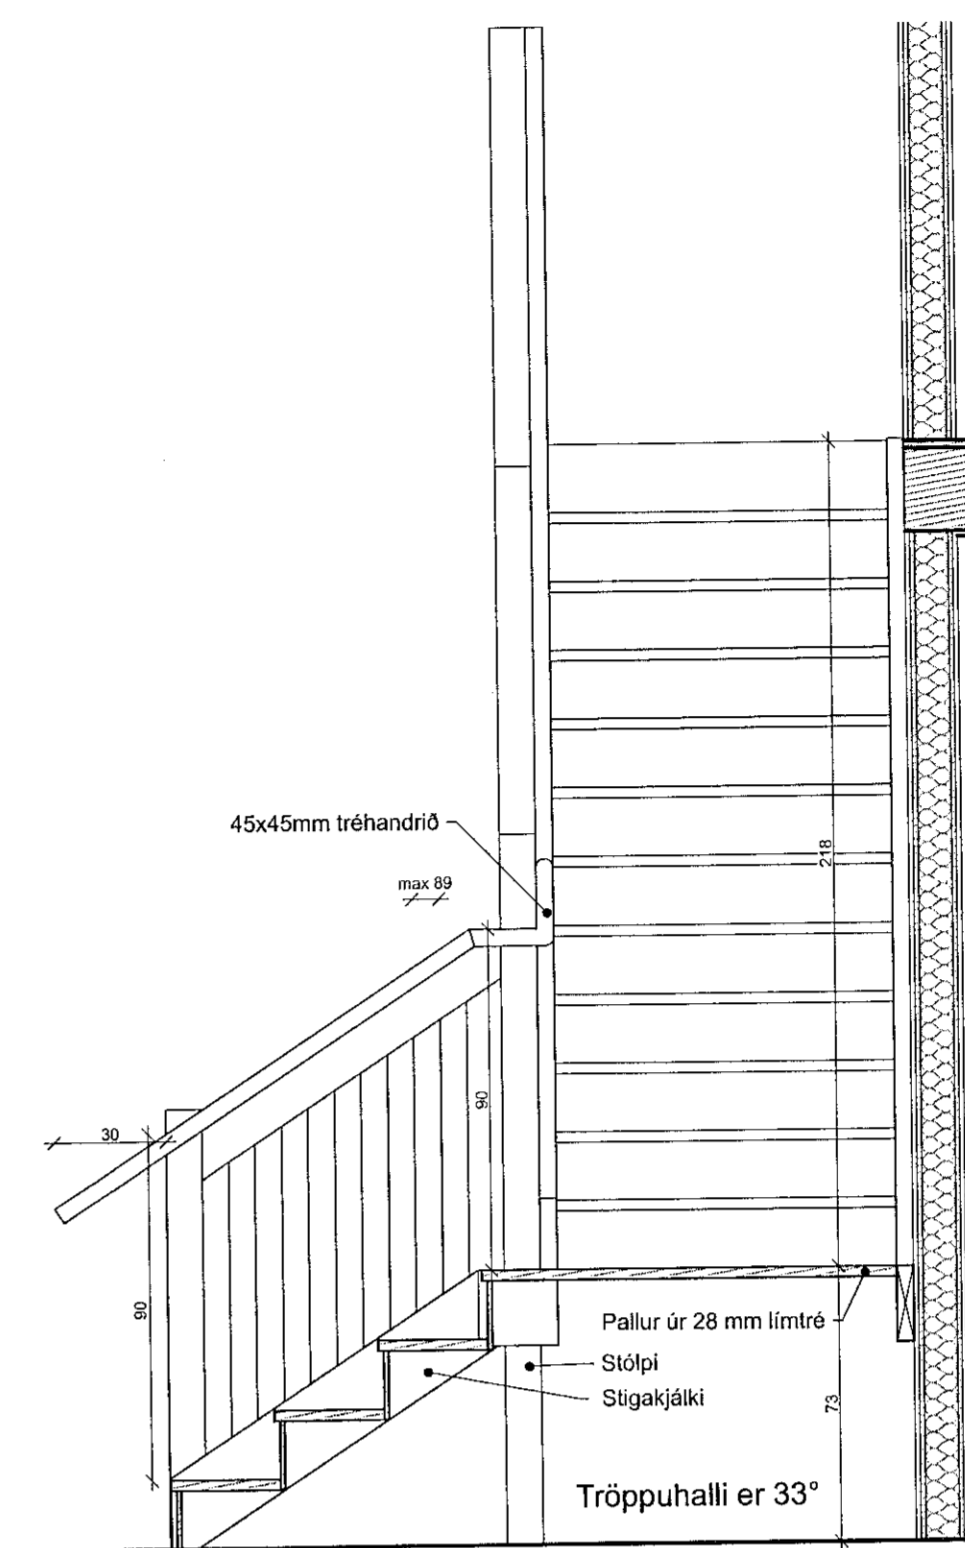 45x45mm tréhandrið
max 89
218
30
90
90
Pallur úr 28 mm límtré
Stólpi
Stigakjálki
73
Tröppuhalli er 33°